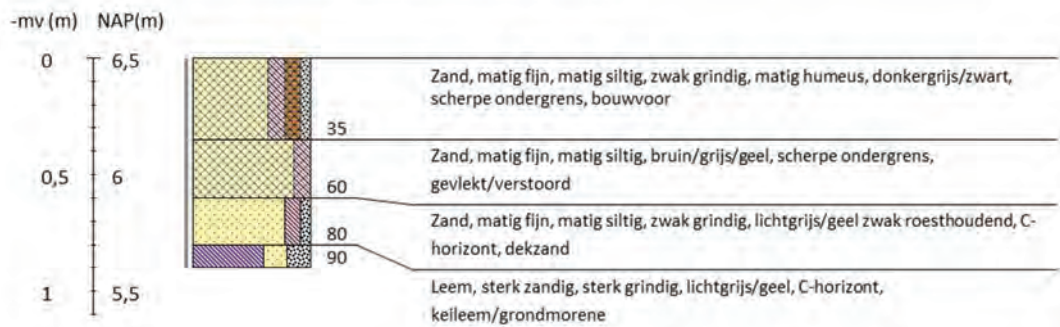 -mv (m) NAP(m)
0 6,5
Zand, matig fijn, matig siltig, zwak grindig, matig humeus, donkergrijs/zwart,
scherpe ondergrens, bouwvoor
35
Zand, matig fijn, matig siltig, bruin/grijs/geel, scherpe ondergrens,
0,5 6
gevlekt/verstoord
60
Zand, matig fijn, matig siltig, zwak grindig, lichtgrijs/geel zwak roesthoudend, C-
80
horizont, dekzand
90
Leem, sterk zandig, sterk grindig, lichtgrijs/geel, C-horizont,
1 5,5
keileem/grondmorene